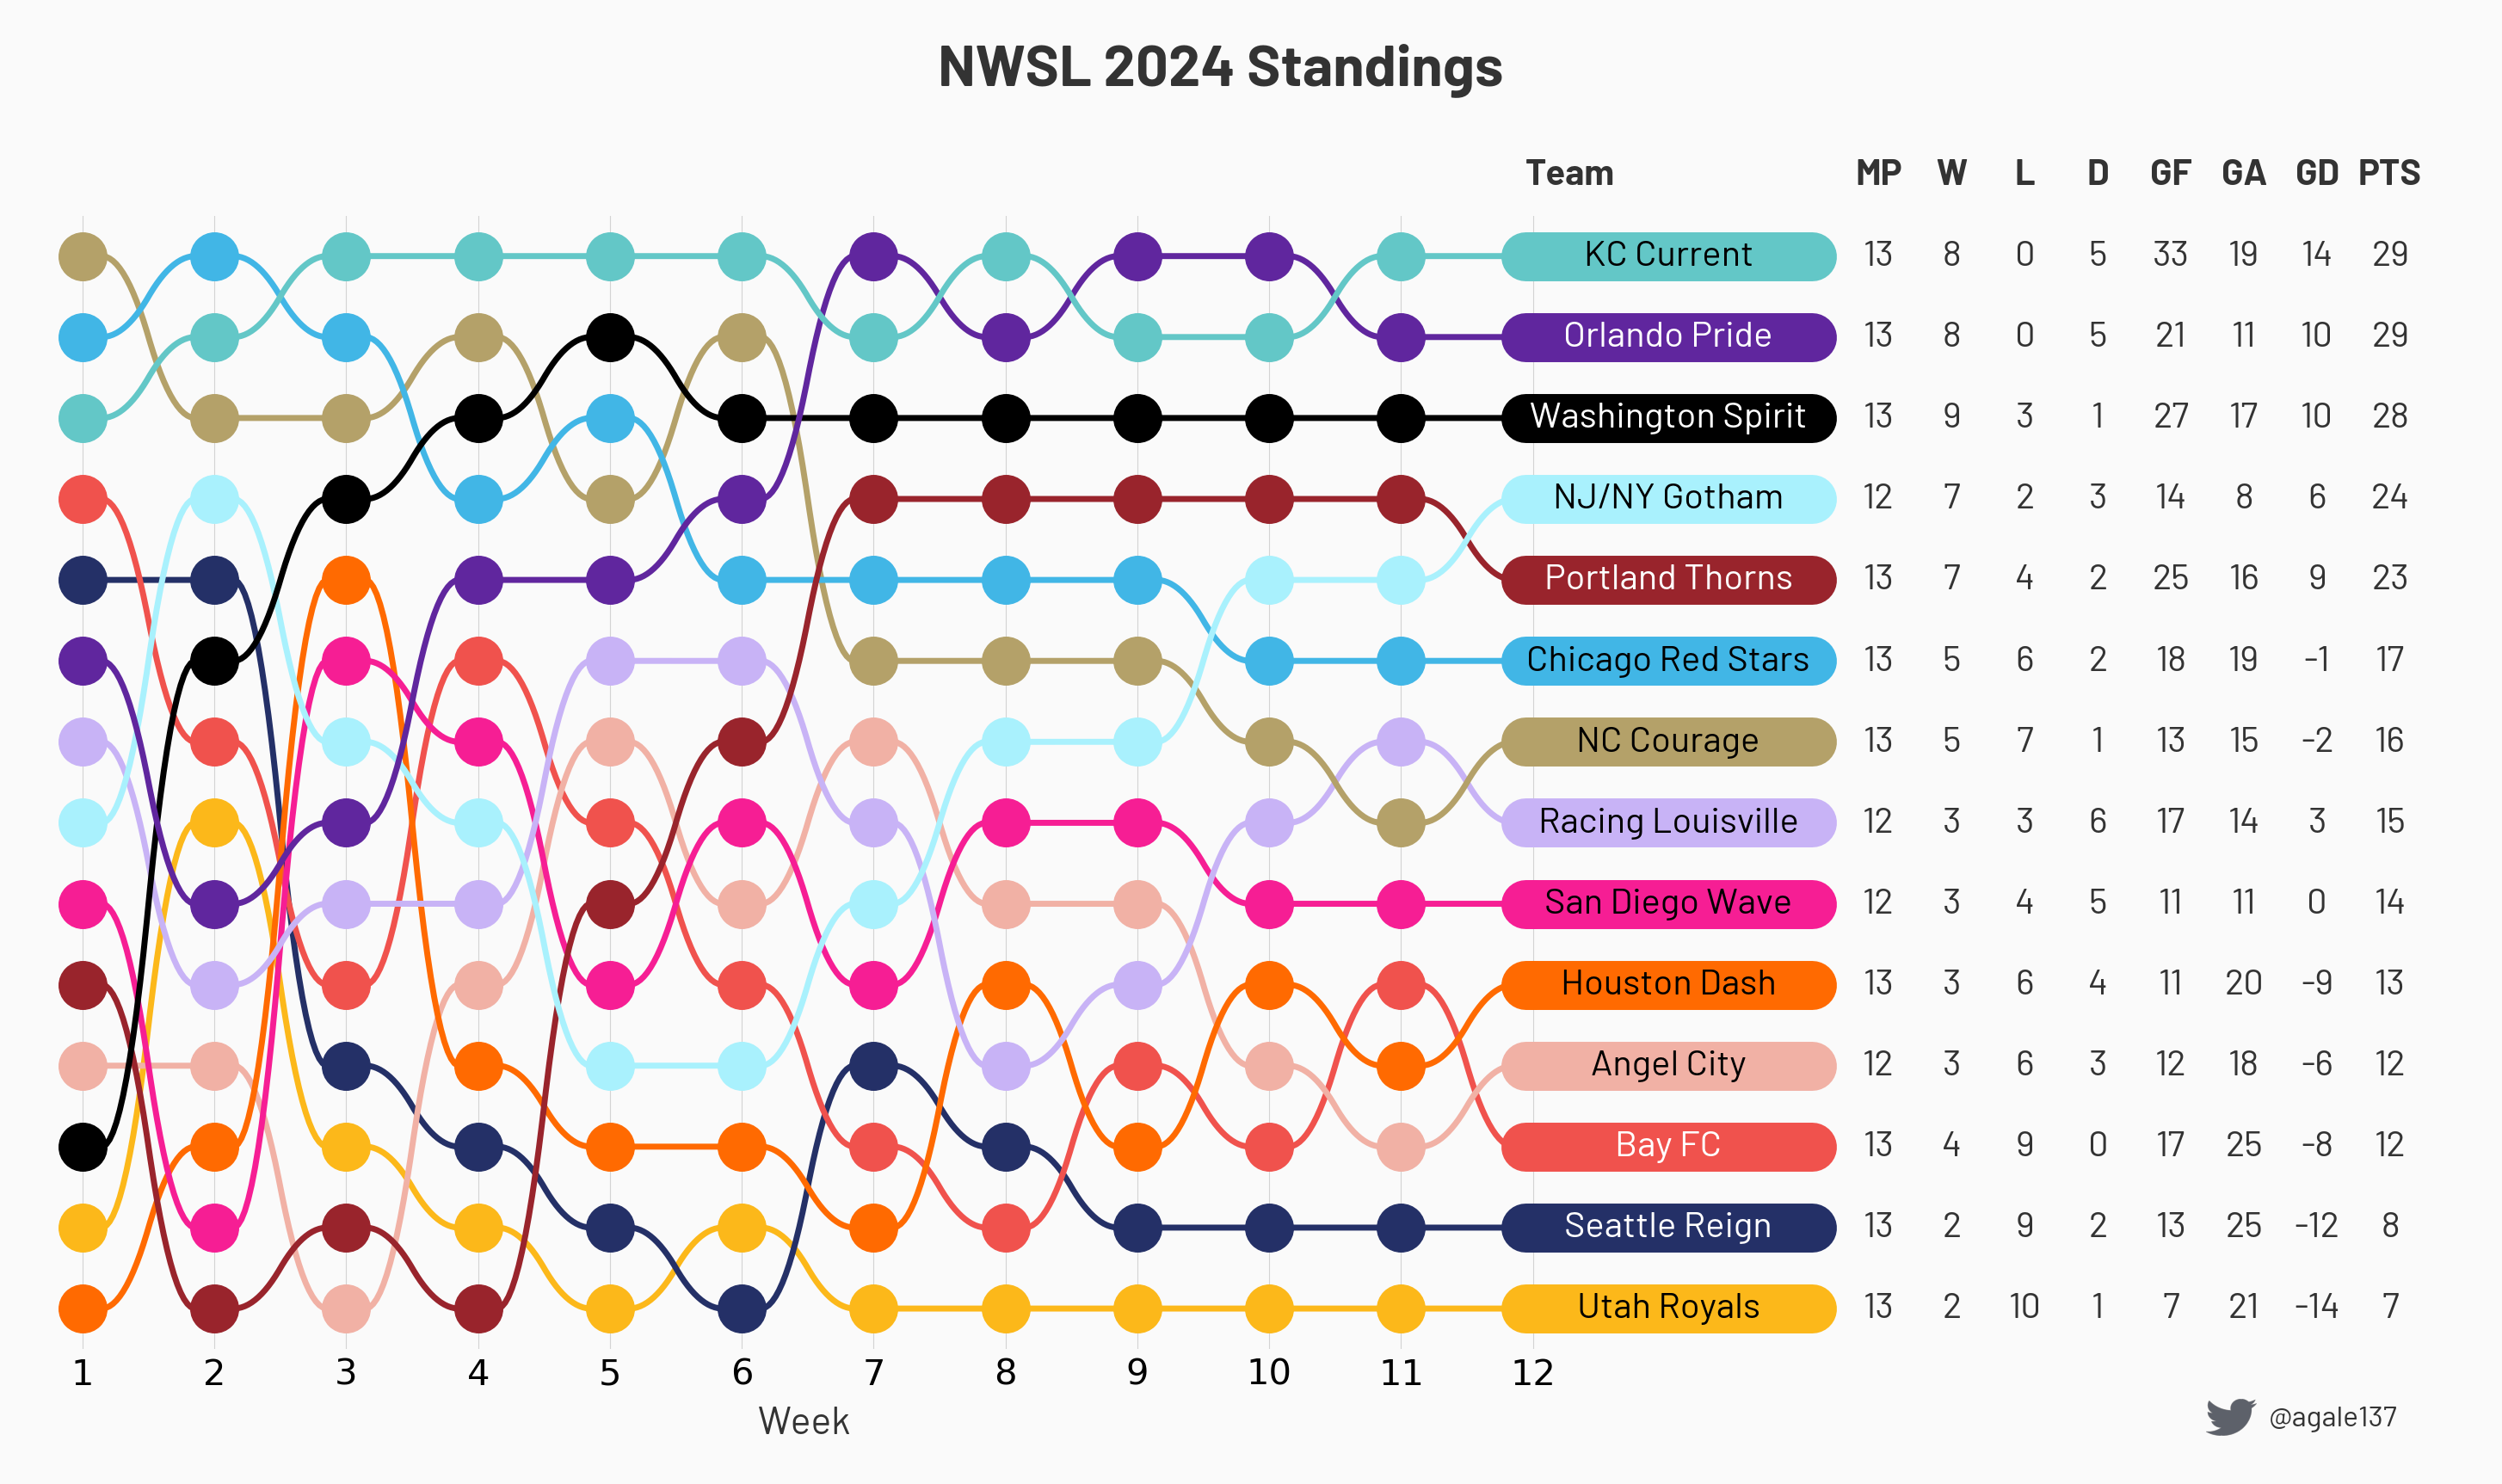 NWSL 2024 Standings
Team MP W L D GF GA GD PTS
KC Current 13 8 0 5 33 19 14 29
Orlando Pride 13 8 0 5 21 11 10 29
Washington Spirit 13 9 3 1 27 17 10 28
NJ/NY Gotham 12 7 2 3 14 8 6 24
Portland Thorns 13 7 4 2 25 16 9 23
Chicago Red Stars 13 5 6 2 18 19 -1 17
NC Courage 13 5 7 1 13 15 -2 16
Racing Louisville 12 3 3 6 17 14 3 15
San Diego Wave 12 3 4 5 11 11 0 14
Houston Dash 13 3 6 4 11 20 -9 13
Angel City 12 3 6 3 12 18 -6 12
Bay FC 13 4 9 0 17 25 -8 12
Seattle Reign 13 2 9 2 13 25 -12 8
Utah Royals 13 2 10 1 7 21 -14 7
1 2 3 4 5 6 7 8 9 10 11 12
Week
@agale137